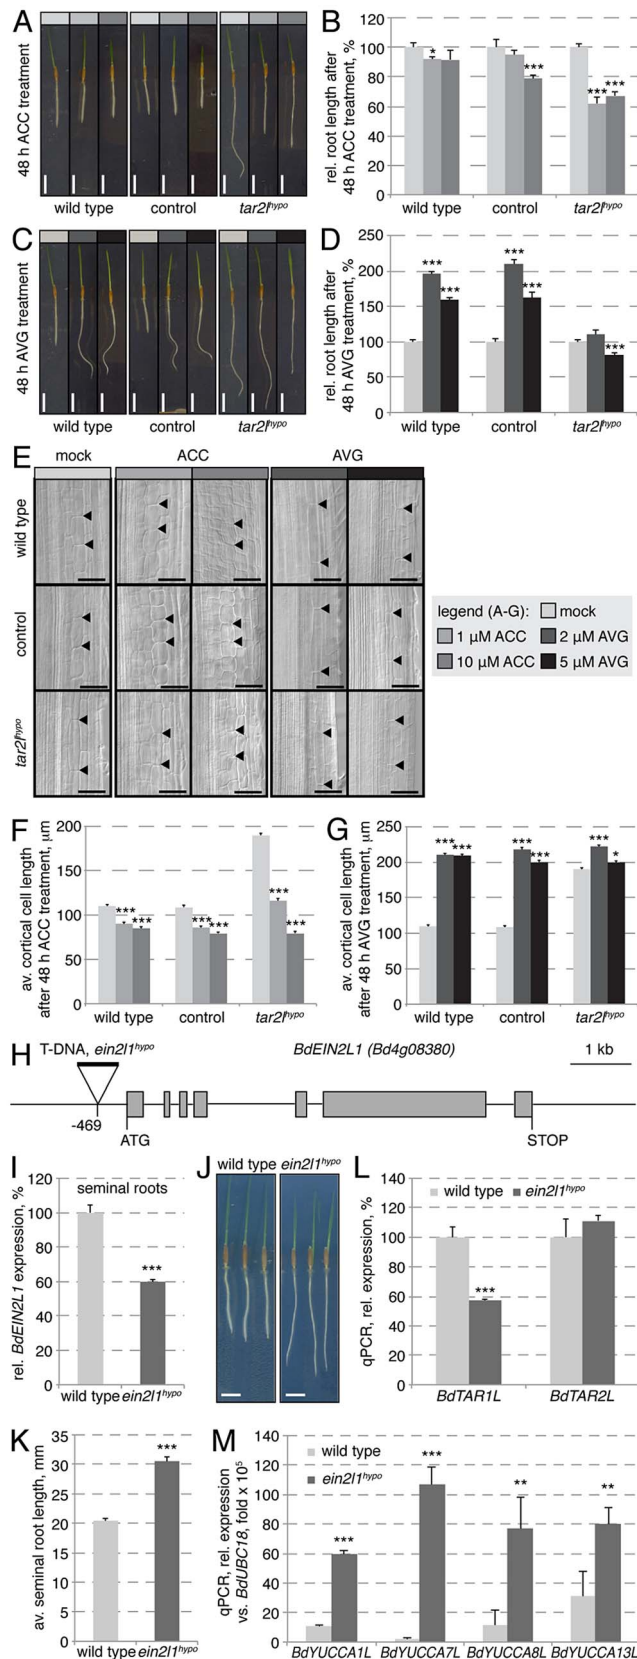 A
48 h ACC treatment
wild type control tar2l^hypo
B
rel. root length after
48 h ACC treatment, %
120
100
80
60
40
20
0
* *** *** ***
wild type control tar2l^hypo
C
48 h AVG treatment
wild type control tar2l^hypo
D
rel. root length after
48 h AVG treatment, %
250
200
150
100
50
0
*** *** *** *** ***
wild type control tar2l^hypo
E
mock ACC AVG
wild type
control
tar2l^hypo
legend (A-G): mock
1 µM ACC 2 µM AVG
10 µM ACC 5 µM AVG
F
av. cortical cell length
after 48 h ACC treatment, µm
200
150
100
50
0
*** *** *** *** *** ***
wild type control tar2l^hypo
G
av. cortical cell length
after 48 h AVG treatment, µm
250
200
150
100
50
0
*** *** *** *** *** *
wild type control tar2l^hypo
H
T-DNA, ein2l1^hypo
BdEIN2L1 (Bd4g08380)
1 kb
-469
ATG
STOP
I
rel. BdEIN2L1 expression, %
120
100
80
60
40
20
0
seminal roots
***
wild type ein2l1^hypo
J
wild type ein2l1^hypo
L
qPCR, rel. expression, %
140
120
100
80
60
40
20
0
wild type ein2l1^hypo
***
BdTAR1L BdTAR2L
K
av. seminal root length, mm
35
30
25
20
15
10
5
0
***
wild type ein2l1^hypo
M
qPCR, rel. expression
vs. BdUBC18, fold x 10^5
140
120
100
80
60
40
20
0
wild type
ein2l1^hypo
*** *** ** **
BdYUCCA1L BdYUCCA7L BdYUCCA8L BdYUCCA13L